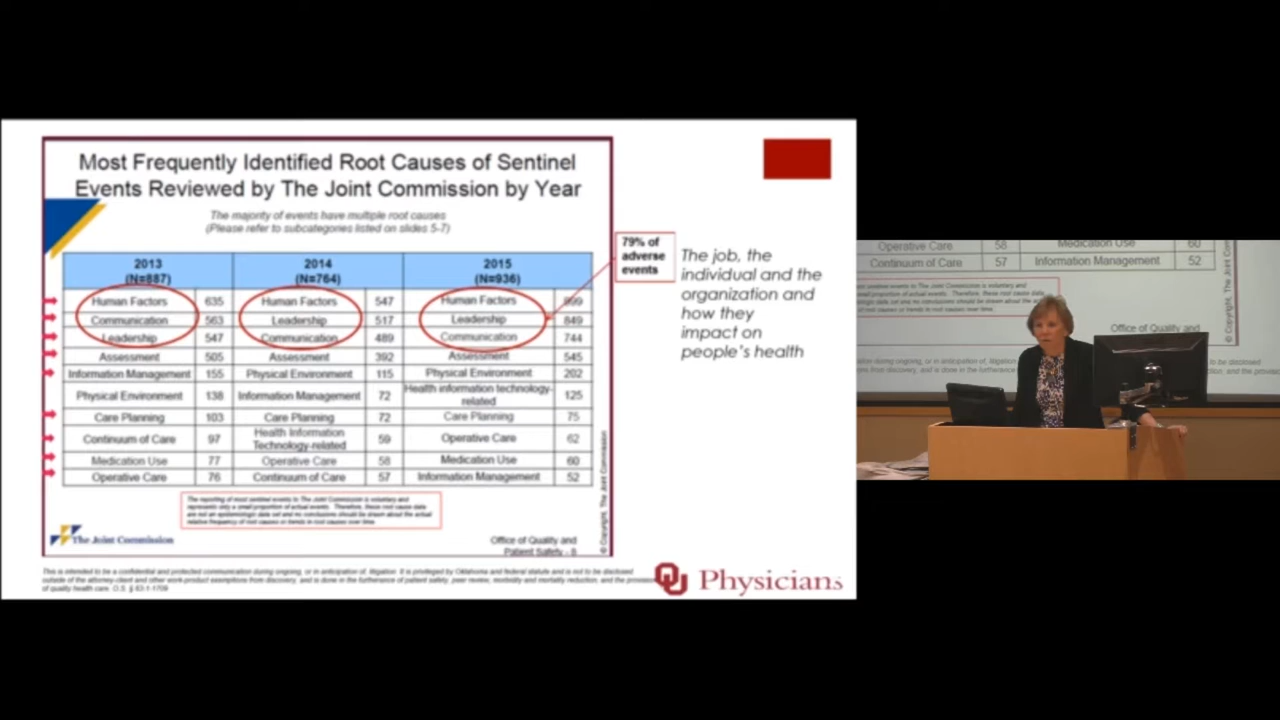 Most Frequently Identified Root Causes of Sentinel
Events Reviewed by The Joint Commission by Year
The majority of events have multiple root causes
(Please refer to subcategories listed on slides 5-7)
2013 2014 2015
(N=887) (N=764) (N=936)
Human Factors 635 Human Factors 547 Human Factors
Communication 563 Leadership 517 Leadership 849
Leadership 547 Communication 489 Communication 744
Assessment 505 Assessment 392 Assessment 545
Information Management 155 Physical Environment 115 Physical Environment 202
Physical Environment 138 Information Management 72 Health information technology-related 125
Care Planning 103 Care Planning 72 Care Planning 75
Continuum of Care 97 Health Information Technology-related 59 Operative Care 62
Medication Use 77 Operative Care 58 Medication Use 60
Operative Care 76 Continuum of Care 57 Information Management 52
The reporting of most sentinel events to The Joint Commission is voluntary and
represents only a small proportion of actual events. Therefore, these root cause data
are not an epidemiologic data set and no conclusions should be drawn about the actual
relative frequency of root causes or trends in root causes over time.
The Joint Commission
Office of Quality and
Patient Safety - 8
© Copyright, The Joint Commission
79% of
adverse
events
The job, the
individual and the
organization and
how they
impact on
people's health
This is intended to be a confidential and protected communication during ongoing, or in anticipation of, litigation. It is privileged by Oklahoma and federal statute and is not to be disclosed
outside of the attorney-client and other work-product exemptions from discovery, and is done in the furtherance of patient safety, peer review, morbidity and mortality reduction, and the provision
of quality health care. O.S. § 63-1-1709
OU Physicians
Operative Care 58 Medication Use 60
Continuum of Care 57 Information Management 52
Office of Quality and